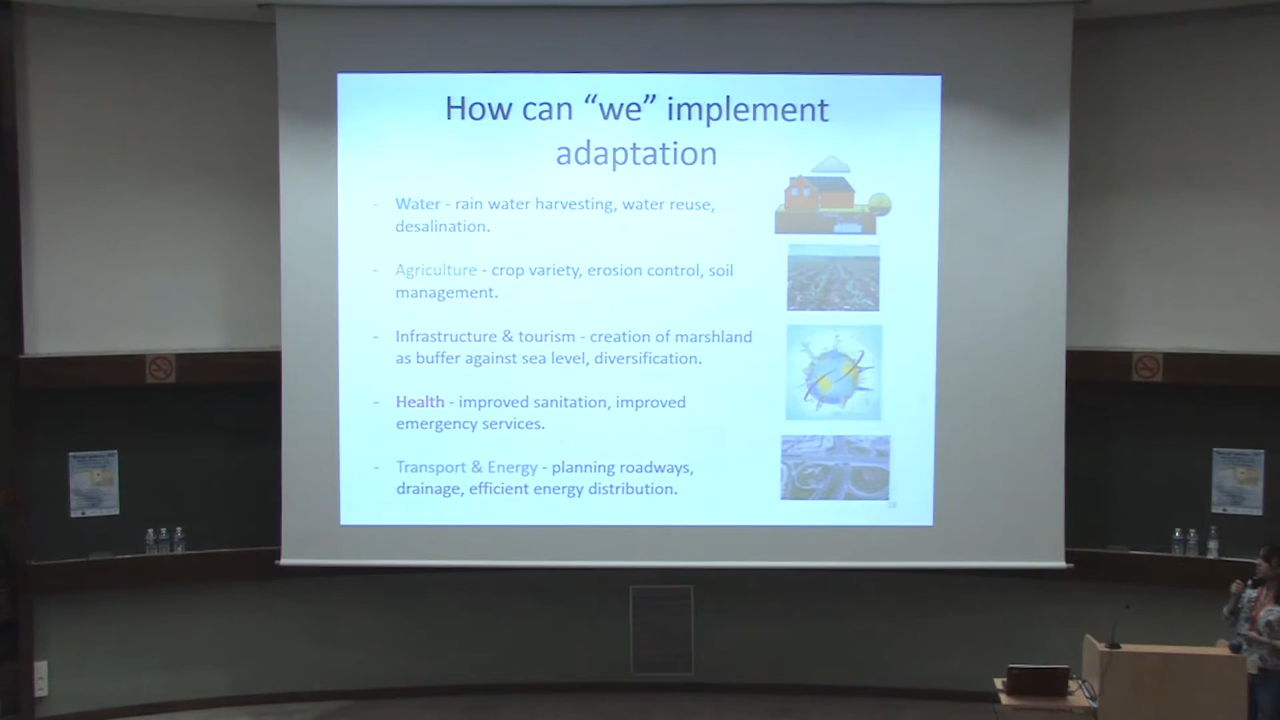 How can “we” implement
adaptation
- Water - rain water harvesting, water reuse,
desalination.
- Agriculture - crop variety, erosion control, soil
management.
- Infrastructure & tourism - creation of marshland
as buffer against sea level, diversification.
- Health - improved sanitation, improved
emergency services.
- Transport & Energy - planning roadways,
drainage, efficient energy distribution.